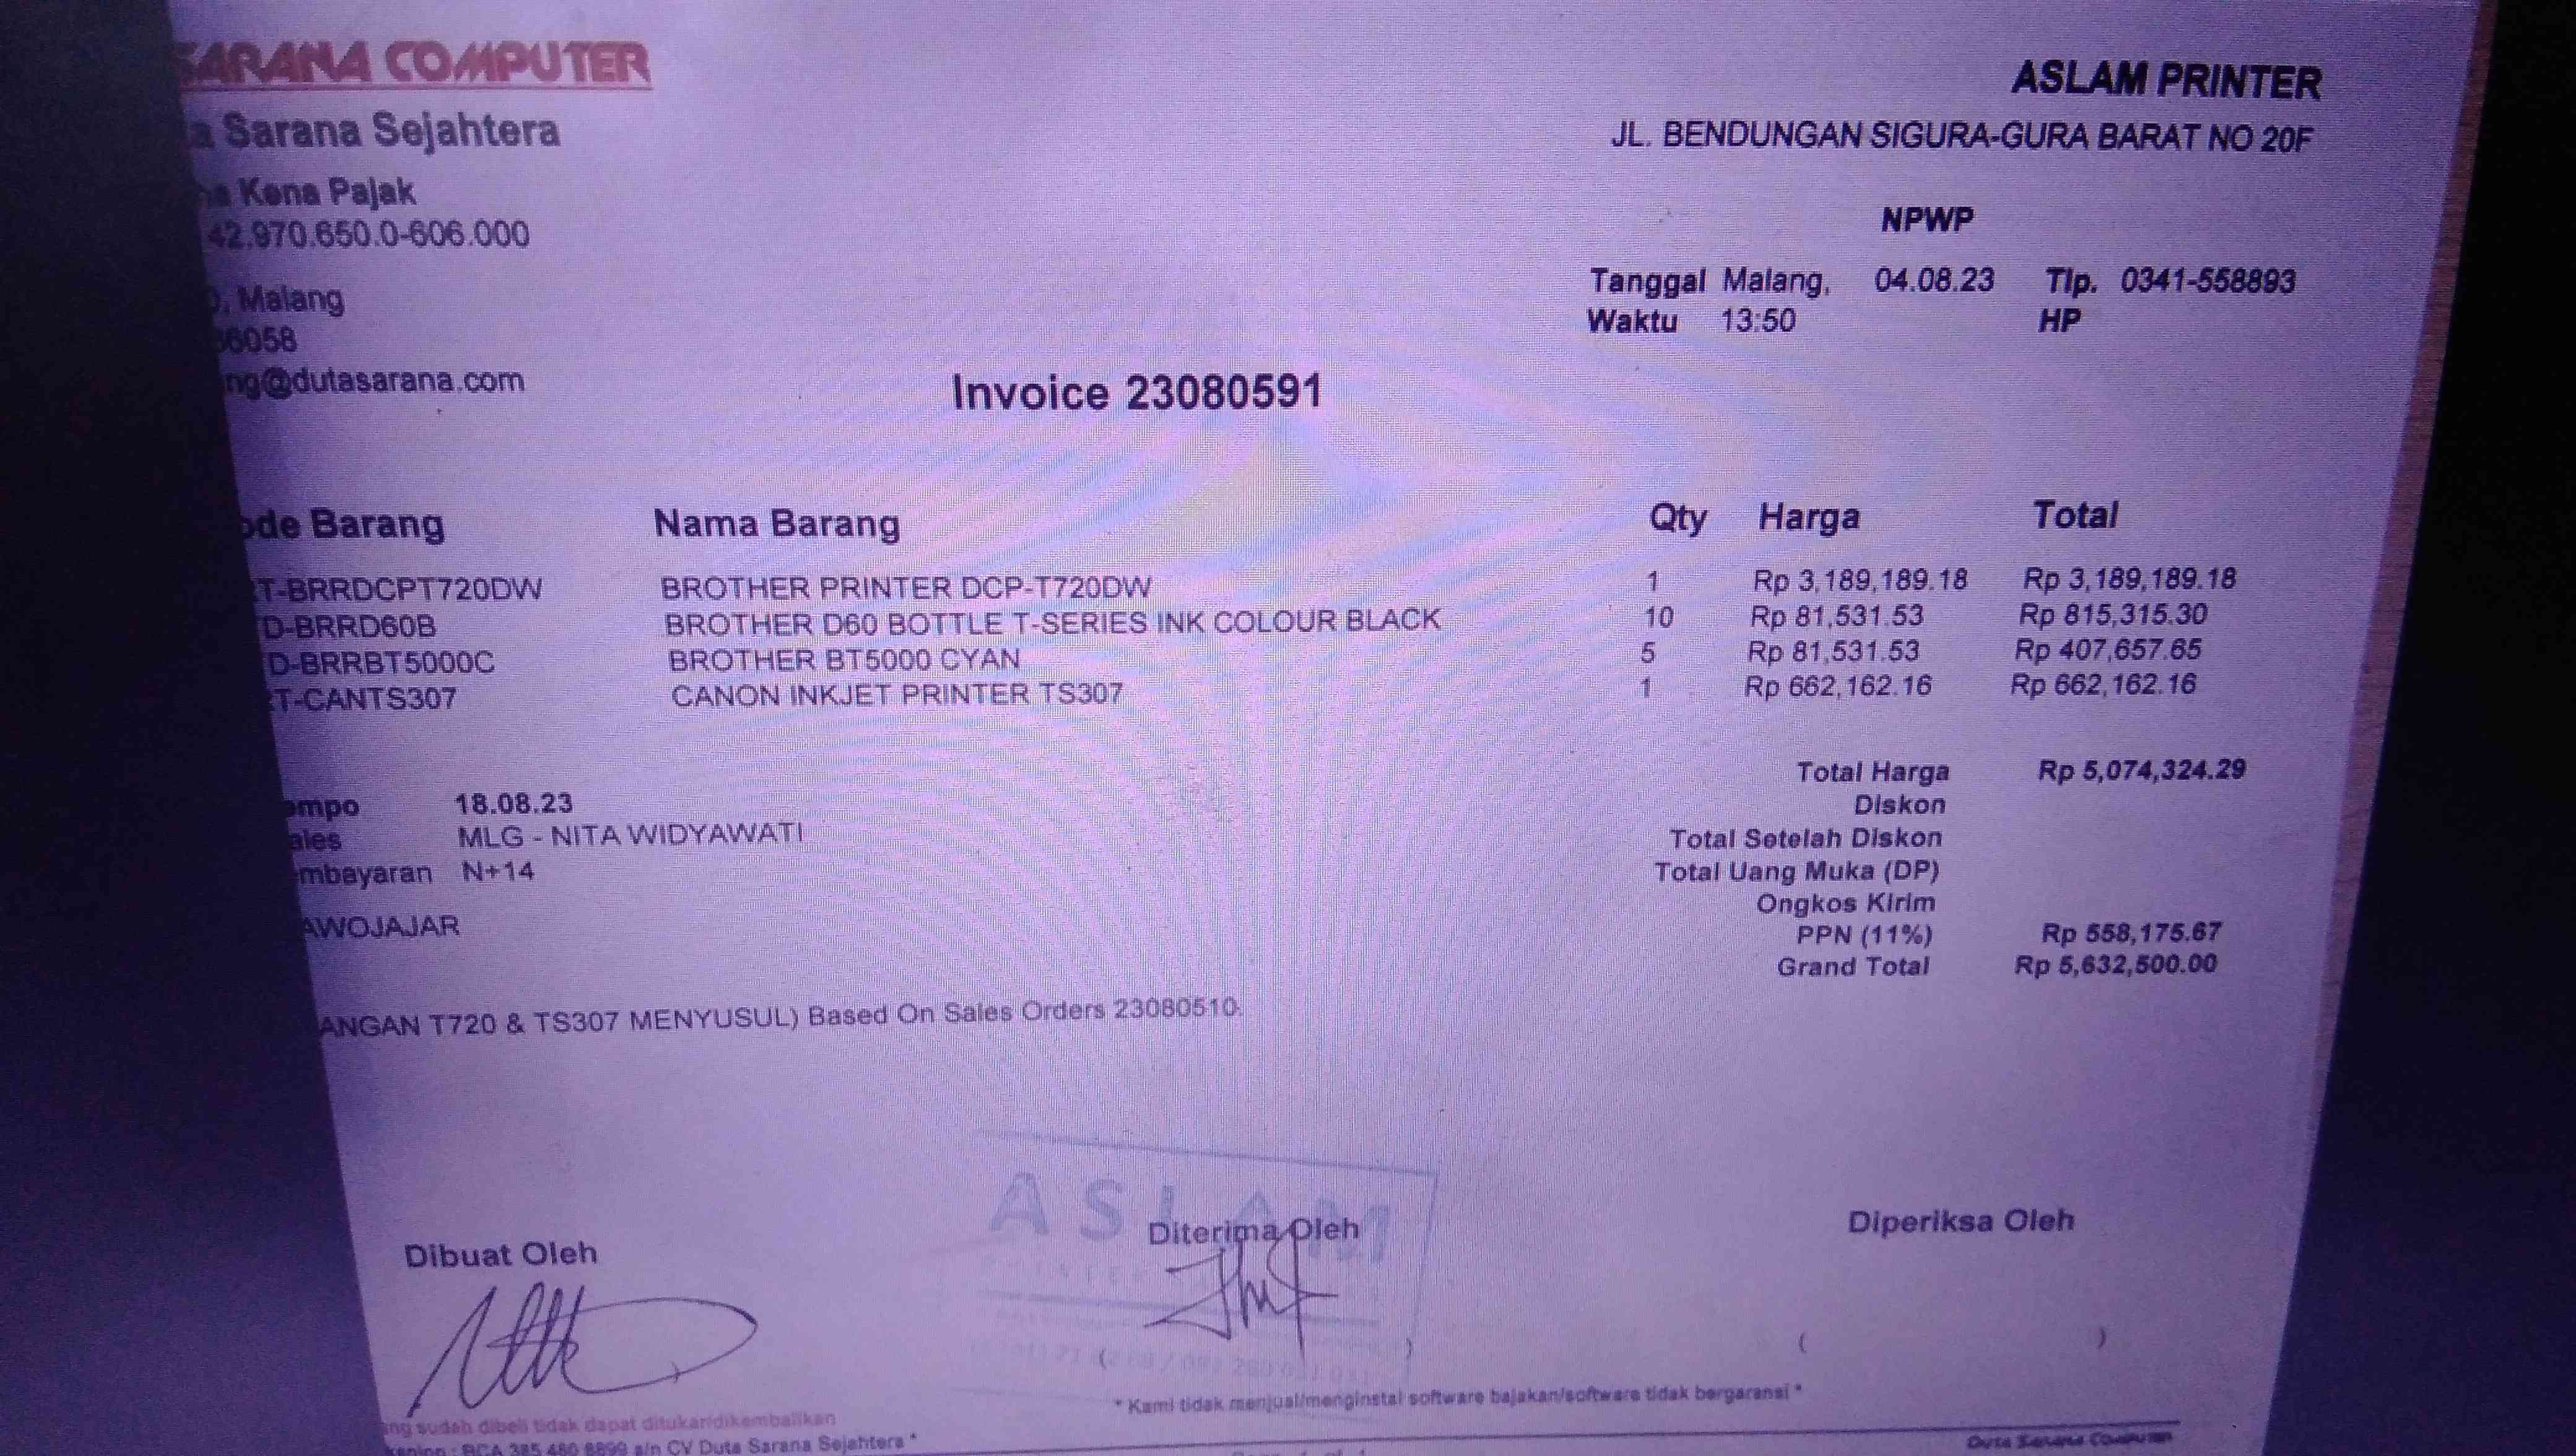 SARANA COMPUTER
a Sarana Sejahtera
Kena Pajak
42.970.650.0-606.000
, Malang
6058
ng@dutasarana.com
ASLAM PRINTER
JL. BENDUNGAN SIGURA-GURA BARAT NO 20F
NPWP
Tanggal Malang, 04.08.23 Tlp. 0341-558893
Waktu 13:50 HP
Invoice 23080591
ode Barang Nama Barang Qty Harga Total
T-BRRDCPT720DW BROTHER PRINTER DCP-T720DW 1 Rp 3,189,189.18 Rp 3,189,189.18
D-BRRD60B BROTHER D60 BOTTLE T-SERIES INK COLOUR BLACK 10 Rp 81,531.53 Rp 815,315.30
D-BRRBT5000C BROTHER BT5000 CYAN 5 Rp 81,531.53 Rp 407,657.65
T-CANTS307 CANON INKJET PRINTER TS307 1 Rp 662,162.16 Rp 662,162.16
Total Harga Rp 5,074,324.29
Diskon
Total Setelah Diskon
Total Uang Muka (DP)
Ongkos Kirim
PPN (11%) Rp 558,175.67
Grand Total Rp 5,632,500.00
empo 18.08.23
ales MLG - NITA WIDYAWATI
mbayaran N+14
AWOJAJAR
ANGAN T720 & TS307 MENYUSUL) Based On Sales Orders 23080510.
ASLAM
Dibuat Oleh Diterima Oleh Diperiksa Oleh
( ) ( )
* Kami tidak menjual/menginstal software bajakan/software tidak bergaransi *
ng sudah dibeli tidak dapat ditukar/dikembalikan
: BCA 385 480 8899 a/n CV Duta Sarana Sejahtera *
Duta Sarana Computer